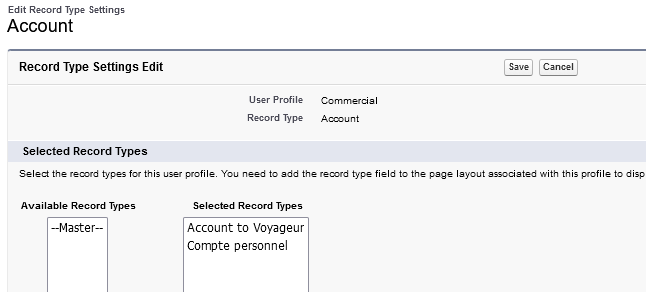 Edit Record Type Settings
Account
Record Type Settings Edit
Save Cancel
User Profile Commercial
Record Type Account
Selected Record Types
Select the record types for this user profile. You need to add the record type field to the page layout associated with this profile to disp
Available Record Types Selected Record Types
--Master-- Account to Voyageur
Compte personnel